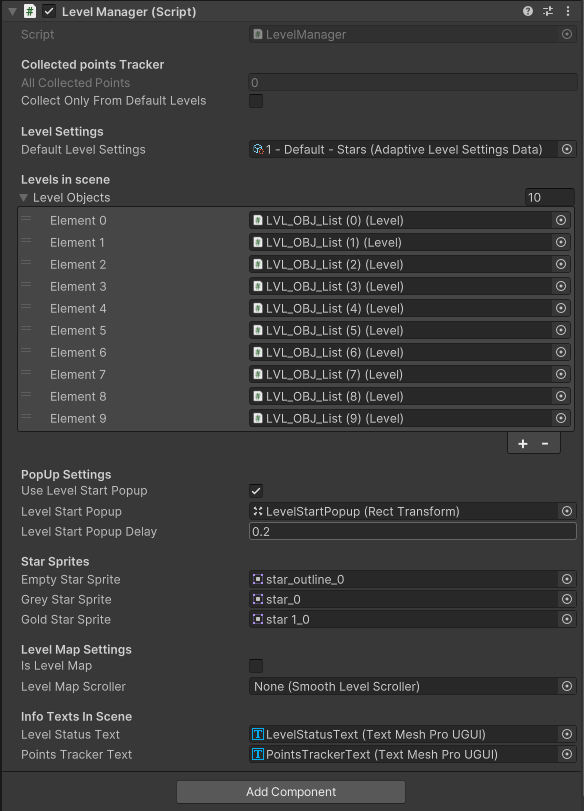 Level Manager (Script)
Script LevelManager
Collected points Tracker
All Collected Points 0
Collect Only From Default Levels
Level Settings
Default Level Settings 1 - Default - Stars (Adaptive Level Settings Data)
Levels in scene
Level Objects 10
Element 0 LVL_OBJ_List (0) (Level)
Element 1 LVL_OBJ_List (1) (Level)
Element 2 LVL_OBJ_List (2) (Level)
Element 3 LVL_OBJ_List (3) (Level)
Element 4 LVL_OBJ_List (4) (Level)
Element 5 LVL_OBJ_List (5) (Level)
Element 6 LVL_OBJ_List (6) (Level)
Element 7 LVL_OBJ_List (7) (Level)
Element 8 LVL_OBJ_List (8) (Level)
Element 9 LVL_OBJ_List (9) (Level)
+ -
PopUp Settings
Use Level Start Popup
Level Start Popup LevelStartPopup (Rect Transform)
Level Start Popup Delay 0.2
Star Sprites
Empty Star Sprite star_outline_0
Grey Star Sprite star_0
Gold Star Sprite star 1_0
Level Map Settings
Is Level Map
Level Map Scroller None (Smooth Level Scroller)
Info Texts In Scene
Level Status Text LevelStatusText (Text Mesh Pro UGUI)
Points Tracker Text PointsTrackerText (Text Mesh Pro UGUI)
Add Component